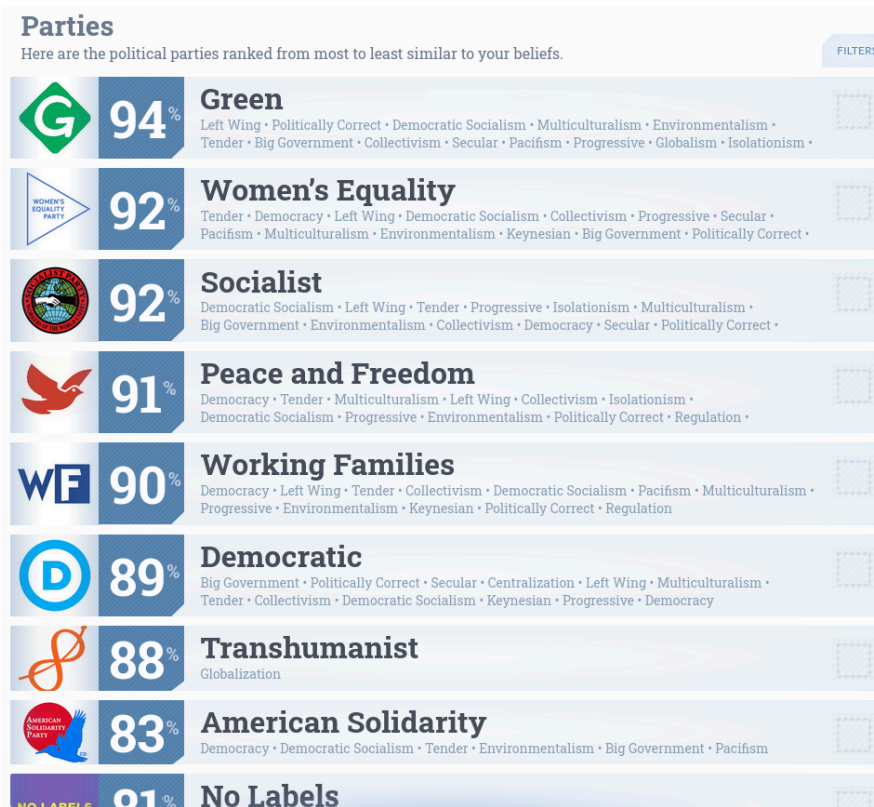 Parties
Here are the political parties ranked from most to least similar to your beliefs.
FILTERS
G
94%
Green
Left Wing • Politically Correct • Democratic Socialism • Multiculturalism • Environmentalism •
Tender • Big Government • Collectivism • Secular • Pacifism • Progressive • Globalism • Isolationism •
WOMEN'S
EQUALITY
PARTY
92%
Women's Equality
Tender • Democracy • Left Wing • Democratic Socialism • Collectivism • Progressive • Secular •
Pacifism • Multiculturalism • Environmentalism • Keynesian • Big Government • Politically Correct •
SOCIALIST PARTY
92%
Socialist
Democratic Socialism • Left Wing • Tender • Progressive • Isolationism • Multiculturalism •
Big Government • Environmentalism • Collectivism • Democracy • Secular • Politically Correct •
91%
Peace and Freedom
Democracy • Tender • Multiculturalism • Left Wing • Collectivism • Isolationism •
Democratic Socialism • Progressive • Environmentalism • Politically Correct • Regulation •
WF
90%
Working Families
Democracy • Left Wing • Tender • Collectivism • Democratic Socialism • Pacifism • Multiculturalism •
Progressive • Environmentalism • Keynesian • Politically Correct • Regulation
D
89%
Democratic
Big Government • Politically Correct • Secular • Centralization • Left Wing • Multiculturalism •
Tender • Collectivism • Democratic Socialism • Keynesian • Progressive • Democracy
88%
Transhumanist
Globalization
AMERICAN
SOLIDARITY
PARTY
CO
83%
American Solidarity
Democracy • Democratic Socialism • Tender • Environmentalism • Big Government • Pacifism
NO LABELS
81%
No Labels